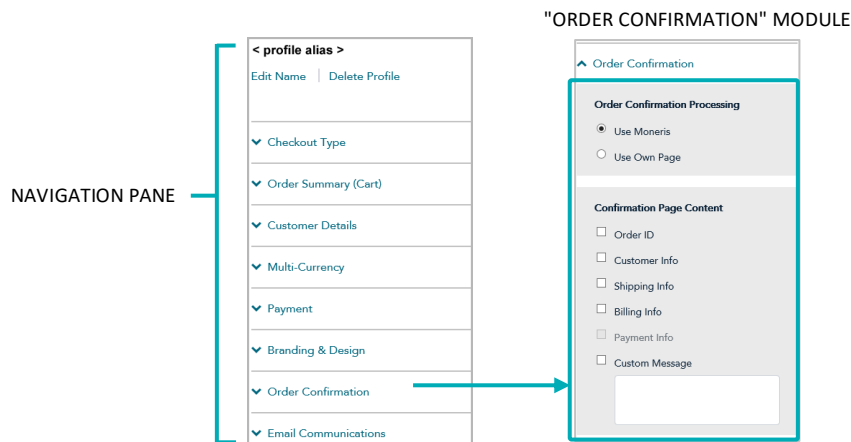 "ORDER CONFIRMATION" MODULE
NAVIGATION PANE
< profile alias >
Edit Name | Delete Profile
Checkout Type
Order Summary (Cart)
Customer Details
Multi-Currency
Payment
Branding & Design
Order Confirmation
Email Communications
Order Confirmation
Order Confirmation Processing
Use Moneris
Use Own Page
Confirmation Page Content
Order ID
Customer Info
Shipping Info
Billing Info
Payment Info
Custom Message